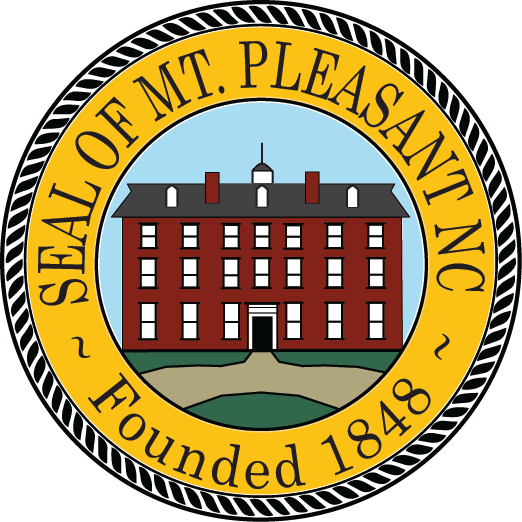 SEAL OF MT. PLEASANT NC
~ Founded 1848 ~